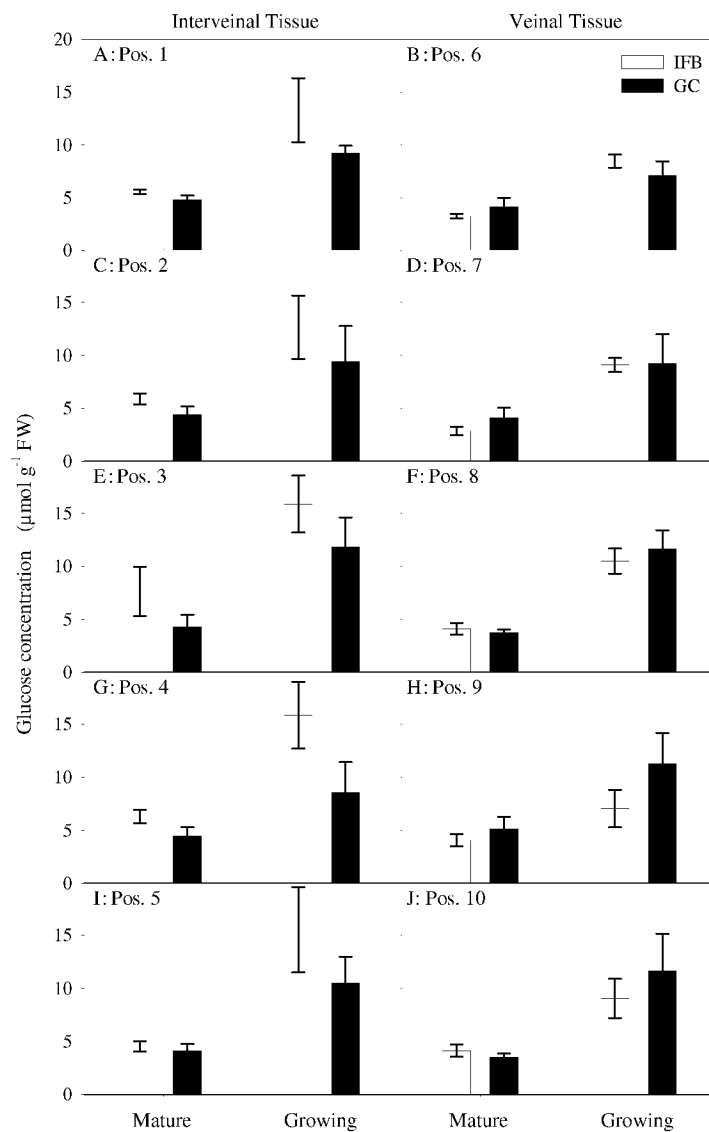 Interveinal Tissue
Veinal Tissue
20
A: Pos. 1
B: Pos. 6
IFB
GC
15
10
5
0
C: Pos. 2
D: Pos. 7
15
10
5
0
E: Pos. 3
F: Pos. 8
15
10
5
0
G: Pos. 4
H: Pos. 9
15
10
5
0
I: Pos. 5
J: Pos. 10
15
10
5
0
Mature
Growing
Mature
Growing
Glucose concentration (µmol g⁻¹ FW)